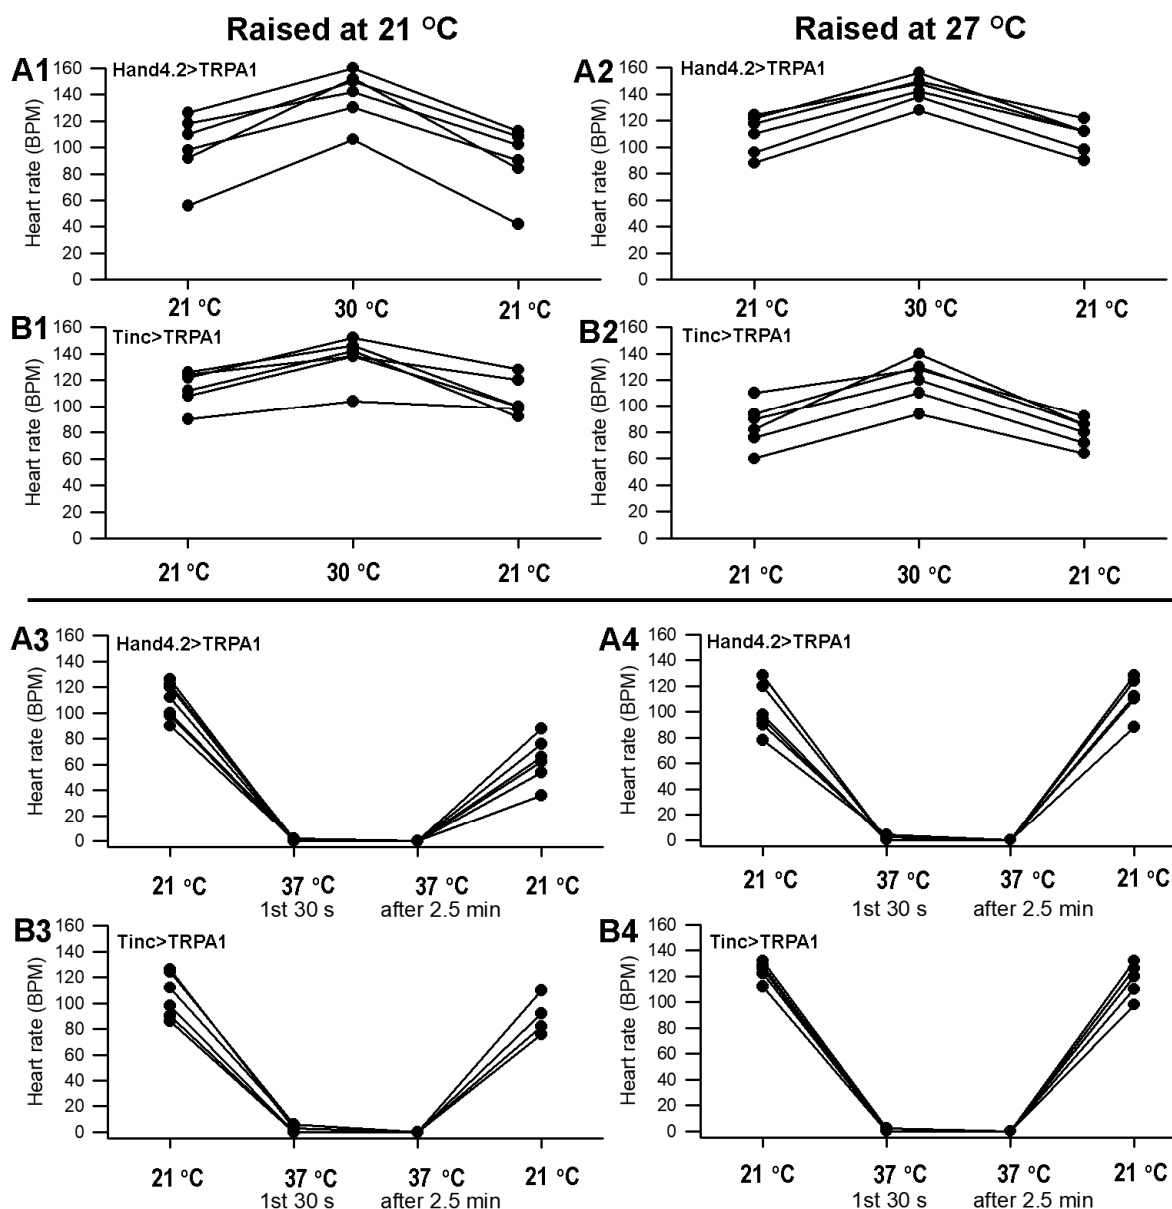 Raised at 21 °C
Raised at 27 °C
A1
Hand4.2>TRPA1
Heart rate (BPM)
160
140
120
100
80
60
40
20
0
21 °C
30 °C
21 °C
A2
Hand4.2>TRPA1
Heart rate (BPM)
160
140
120
100
80
60
40
20
0
21 °C
30 °C
21 °C
B1
Tinc>TRPA1
Heart rate (BPM)
160
140
120
100
80
60
40
20
0
21 °C
30 °C
21 °C
B2
Tinc>TRPA1
Heart rate (BPM)
160
140
120
100
80
60
40
20
0
21 °C
30 °C
21 °C
A3
Hand4.2>TRPA1
Heart rate (BPM)
160
140
120
100
80
60
40
20
0
21 °C
37 °C
1st 30 s
37 °C
after 2.5 min
21 °C
A4
Hand4.2>TRPA1
Heart rate (BPM)
160
140
120
100
80
60
40
20
0
21 °C
37 °C
1st 30 s
37 °C
after 2.5 min
21 °C
B3
Tinc>TRPA1
Heart rate (BPM)
160
140
120
100
80
60
40
20
0
21 °C
37 °C
1st 30 s
37 °C
after 2.5 min
21 °C
B4
Tinc>TRPA1
Heart rate (BPM)
160
140
120
100
80
60
40
20
0
21 °C
37 °C
1st 30 s
37 °C
after 2.5 min
21 °C